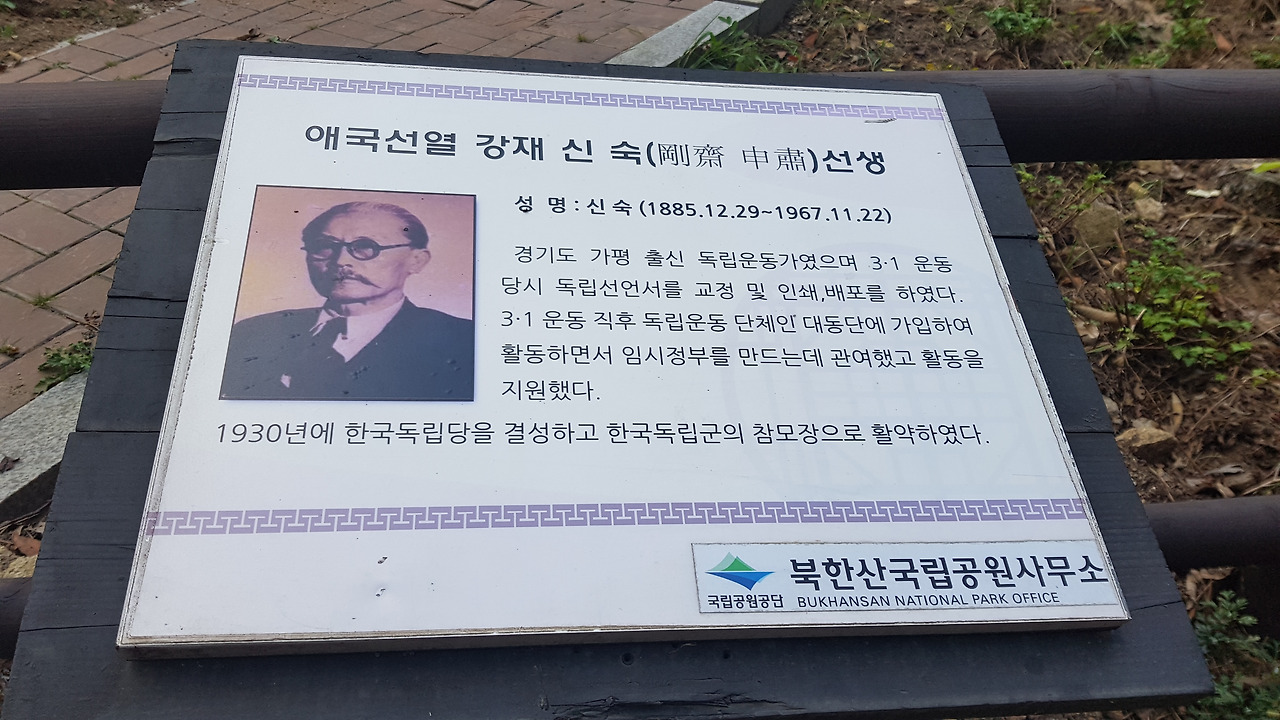 애국선열 강재 신 숙(剛齋 申肅)선생
성 명 : 신 숙 (1885.12.29~1967.11.22)
경기도 가평 출신 독립운동가였으며 3·1 운동
당시 독립선언서를 교정 및 인쇄,배포를 하였다.
3·1 운동 직후 독립운동 단체인 대동단에 가입하여
활동하면서 임시정부를 만드는데 관여했고 활동을
지원했다.
1930년에 한국독립당을 결성하고 한국독립군의 참모장으로 활약하였다.
국립공원공단
북한산국립공원사무소
BUKHANSAN NATIONAL PARK OFFICE